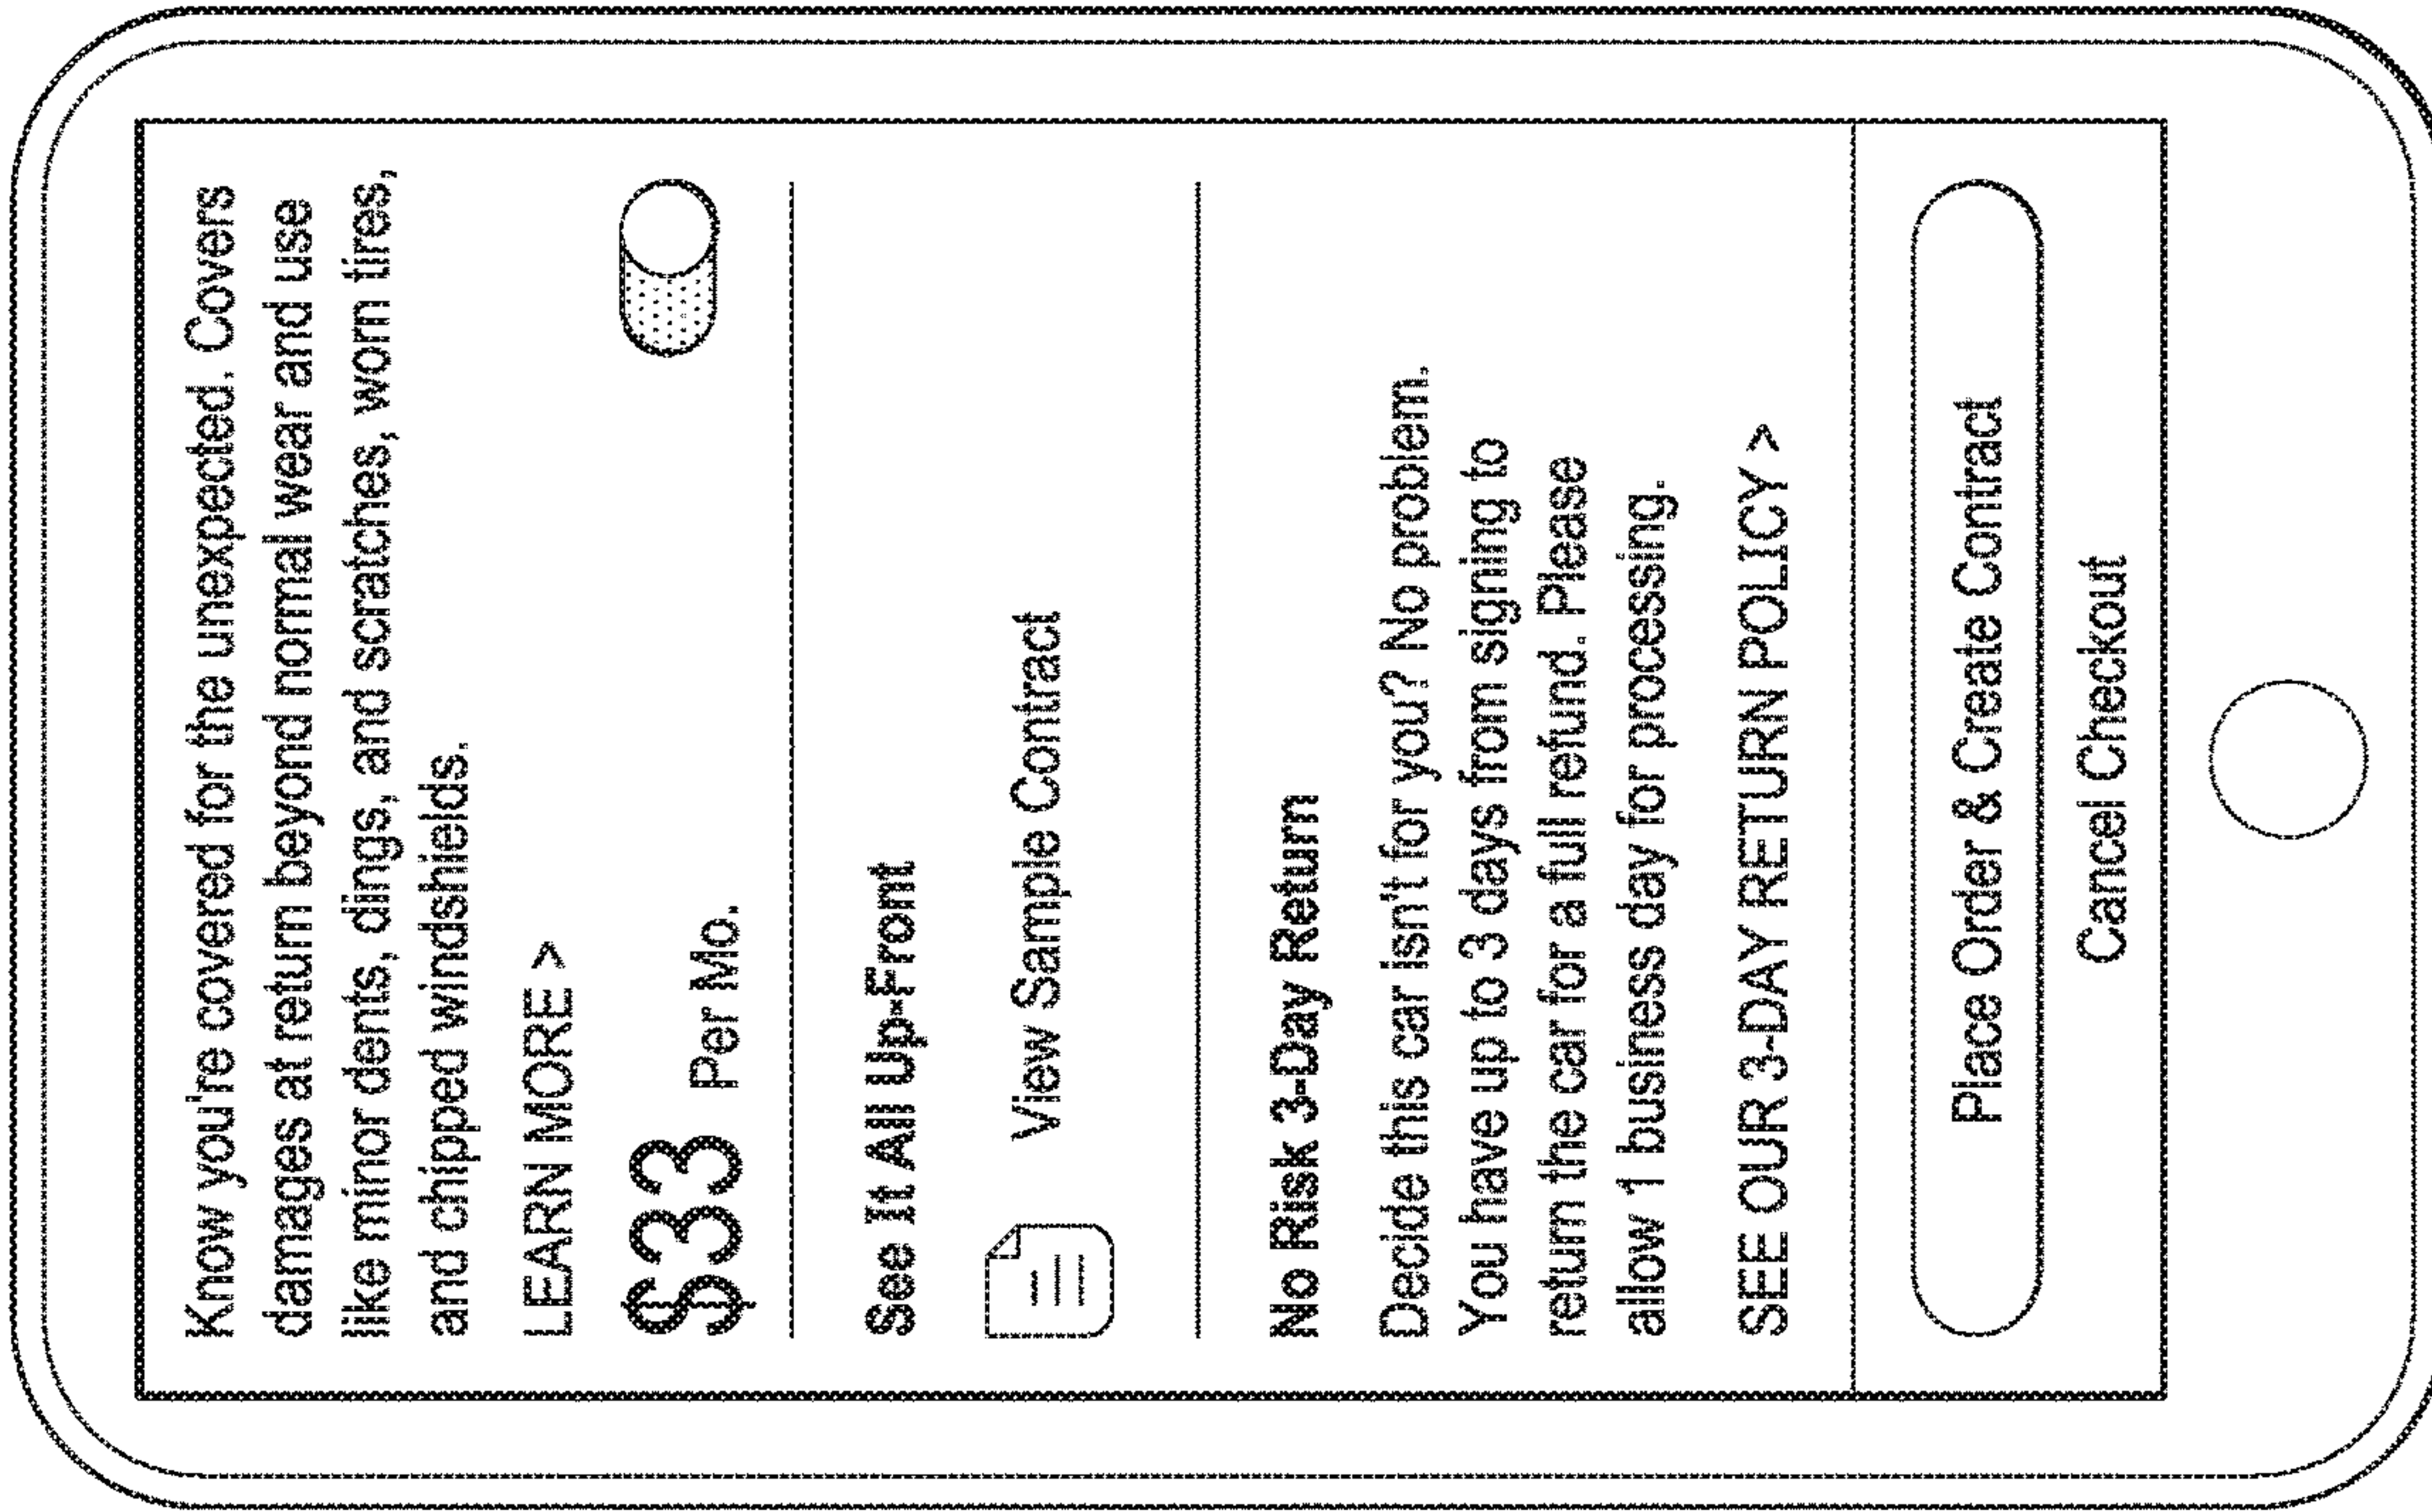 Know you're covered for the unexpected. Covers
damages at return beyond normal wear and use
like minor dents, dings, and scratches, worn tires,
and chipped windshields.
LEARN MORE >
$33 Per Mo.
See It All Up-Front
View Sample Contract
No Risk 3-Day Return
Decide this car isn't for you? No problem.
You have up to 3 days from signing to
return the car for a full refund. Please
allow 1 business day for processing.
SEE OUR 3-DAY RETURN POLICY >
Place Order & Create Contract
Cancel Checkout